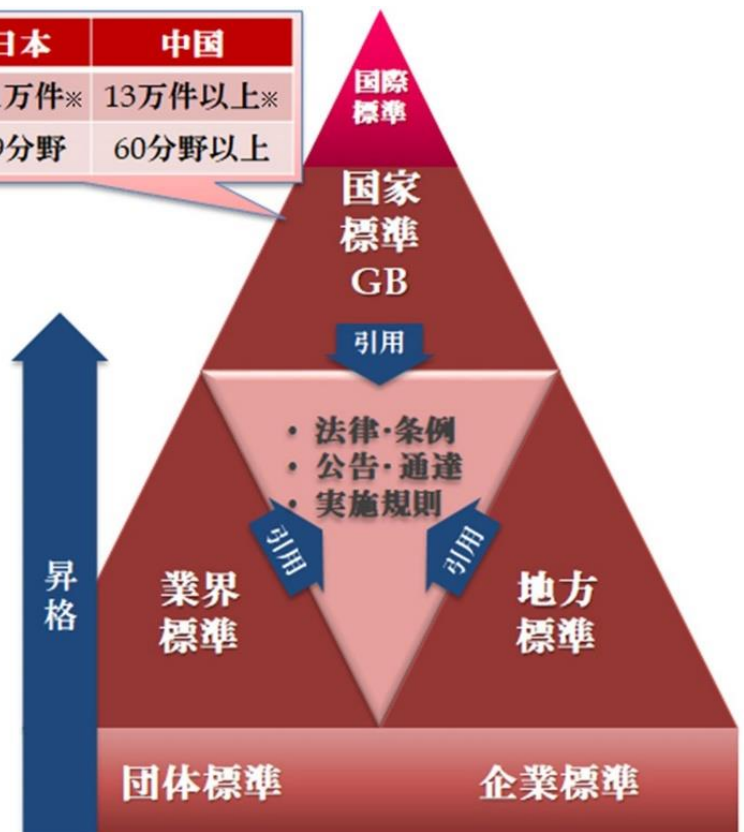 日本 中国
万件※ 13万件以上※
分野 60分野以上
国際
標準
国家
標準
GB
引用
・ 法律・条例
・ 公告・通達
・ 実施規則
引用
引用
昇
格
業界
標準
地方
標準
団体標準 企業標準